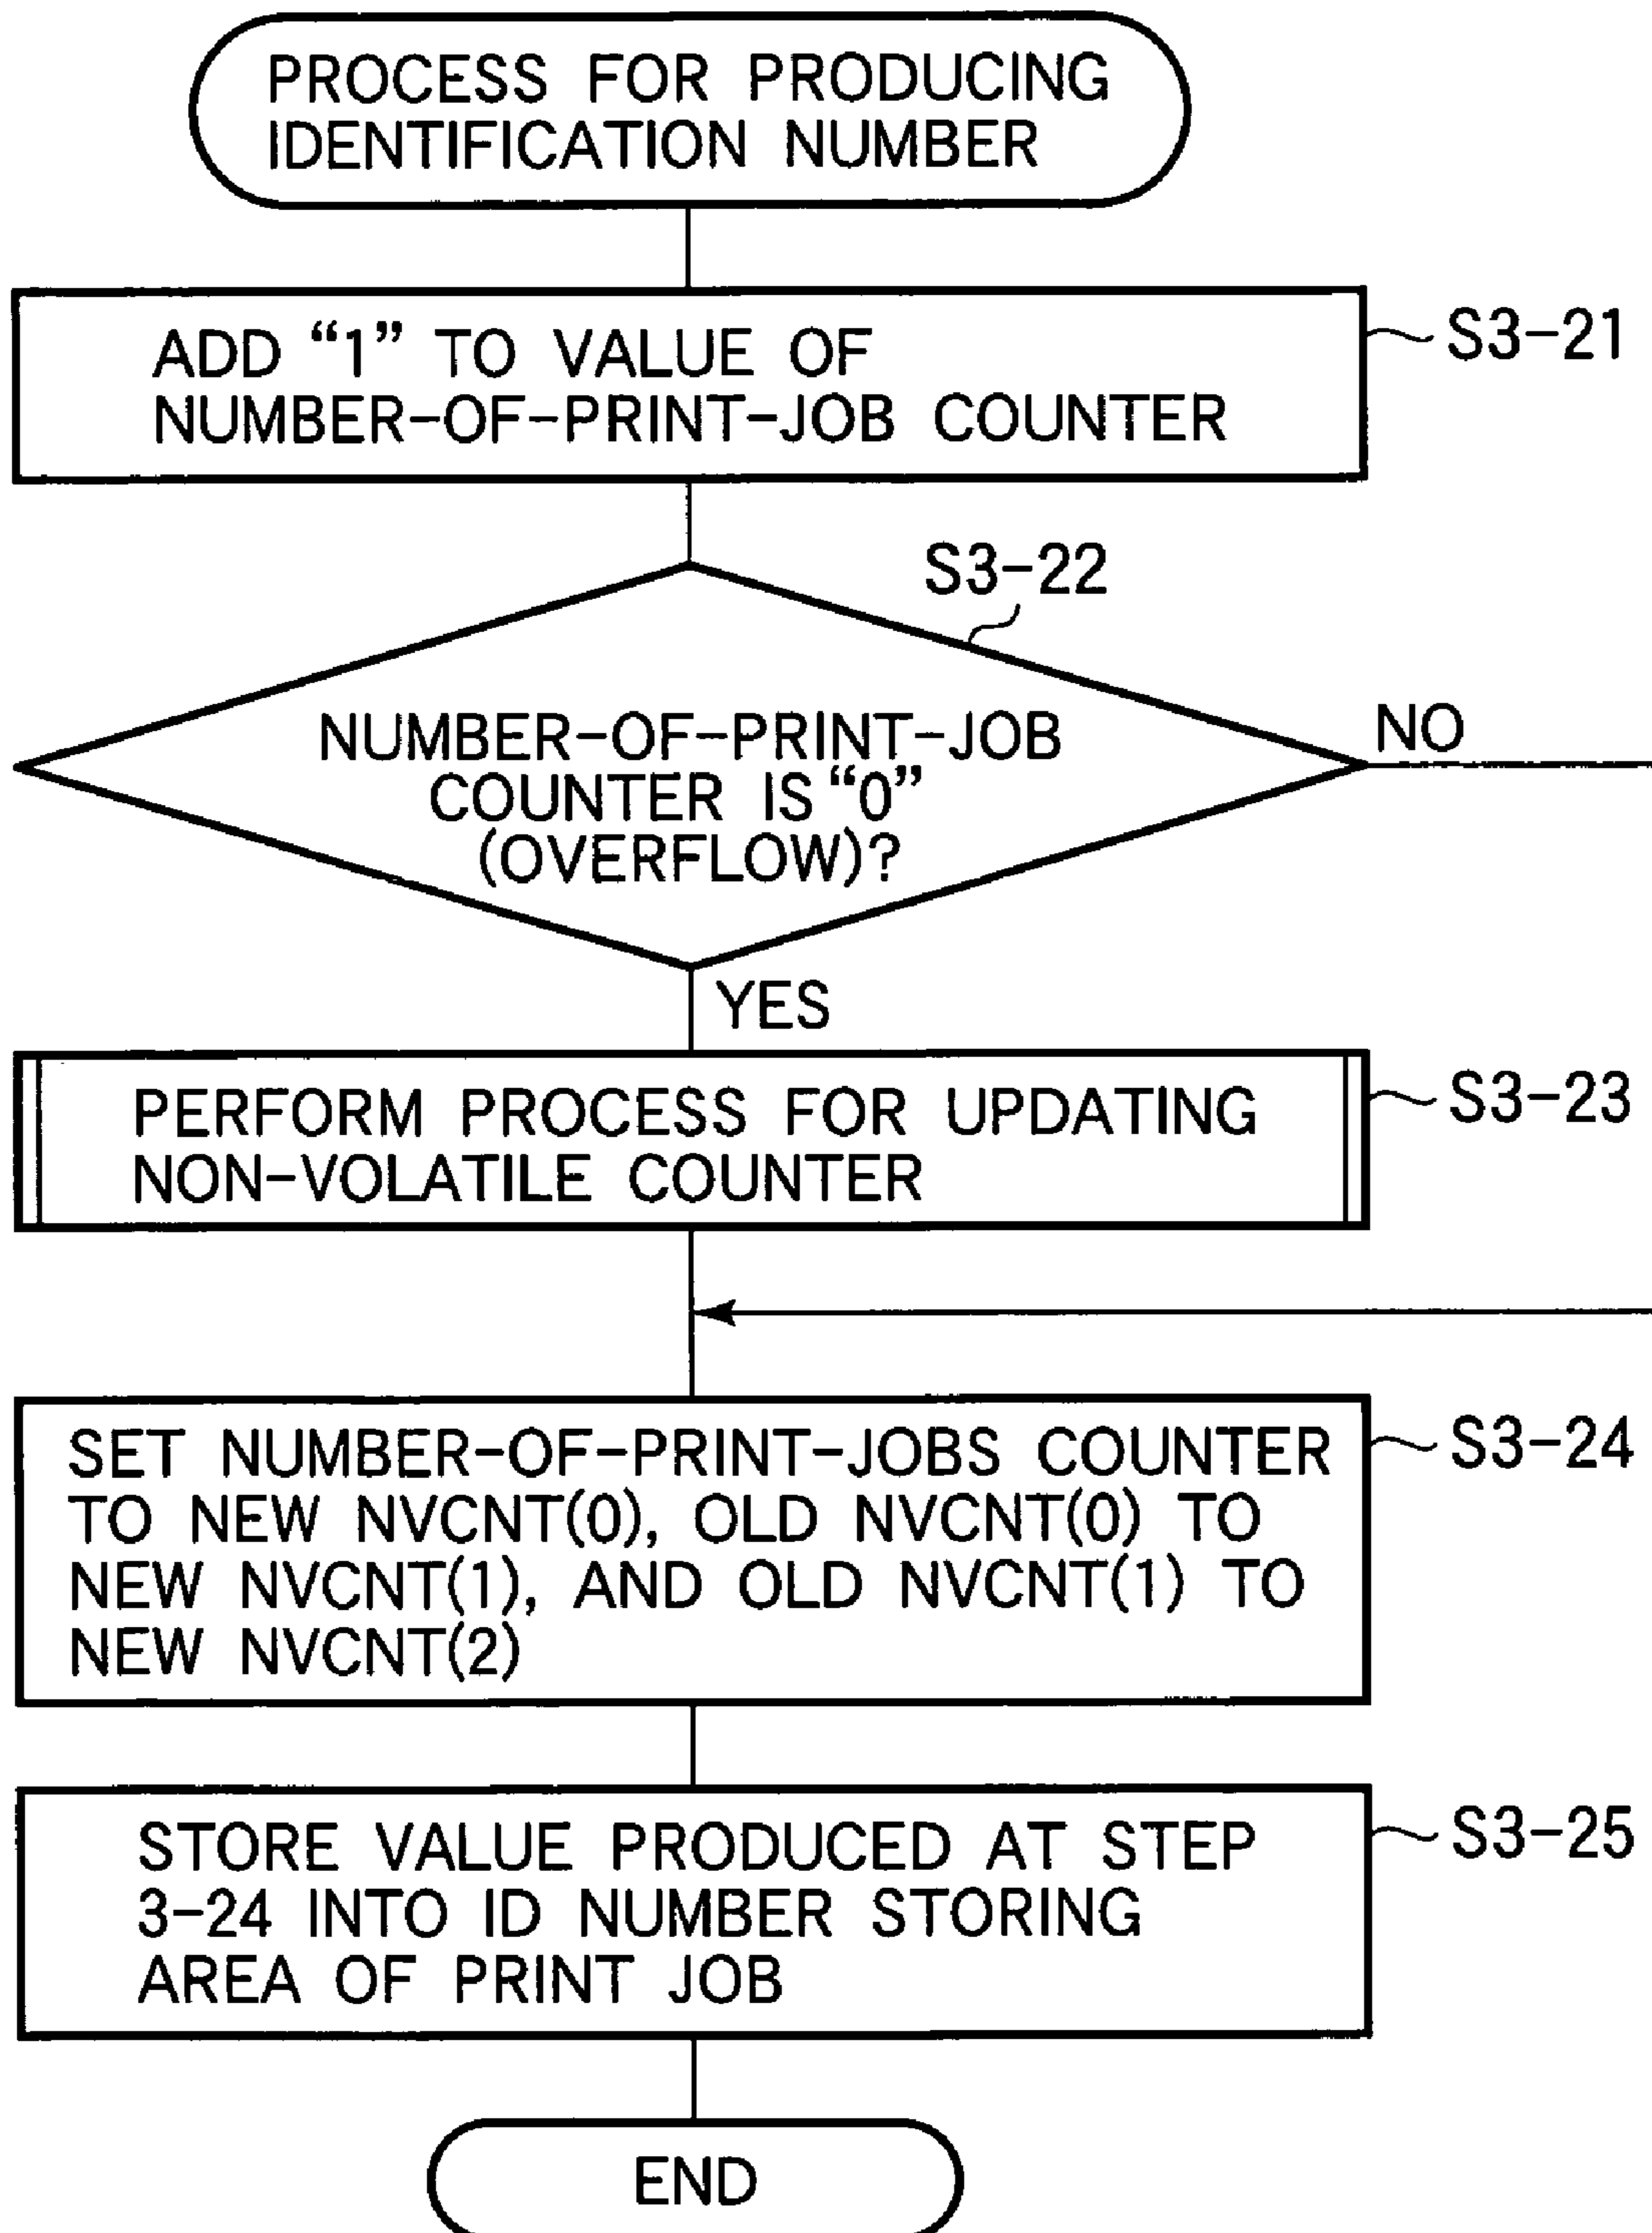 PROCESS FOR PRODUCING
IDENTIFICATION NUMBER
ADD “1” TO VALUE OF
NUMBER-OF-PRINT-JOB COUNTER
S3-21
S3-22
NUMBER-OF-PRINT-JOB
COUNTER IS “0”
(OVERFLOW)?
NO
YES
PERFORM PROCESS FOR UPDATING
NON-VOLATILE COUNTER
S3-23
SET NUMBER-OF-PRINT-JOBS COUNTER
TO NEW NVCNT(0), OLD NVCNT(0) TO
NEW NVCNT(1), AND OLD NVCNT(1) TO
NEW NVCNT(2)
S3-24
STORE VALUE PRODUCED AT STEP
3-24 INTO ID NUMBER STORING
AREA OF PRINT JOB
S3-25
END